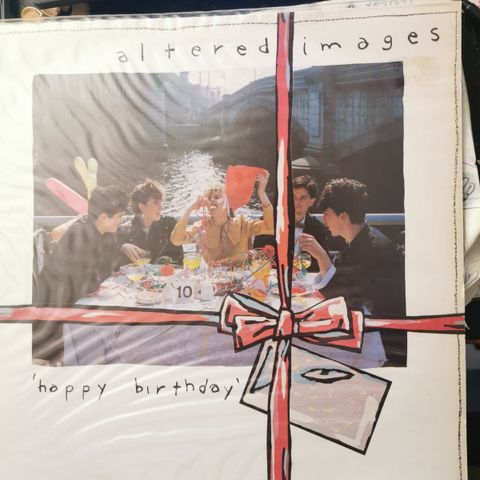 altered images
10
'happy birthday'